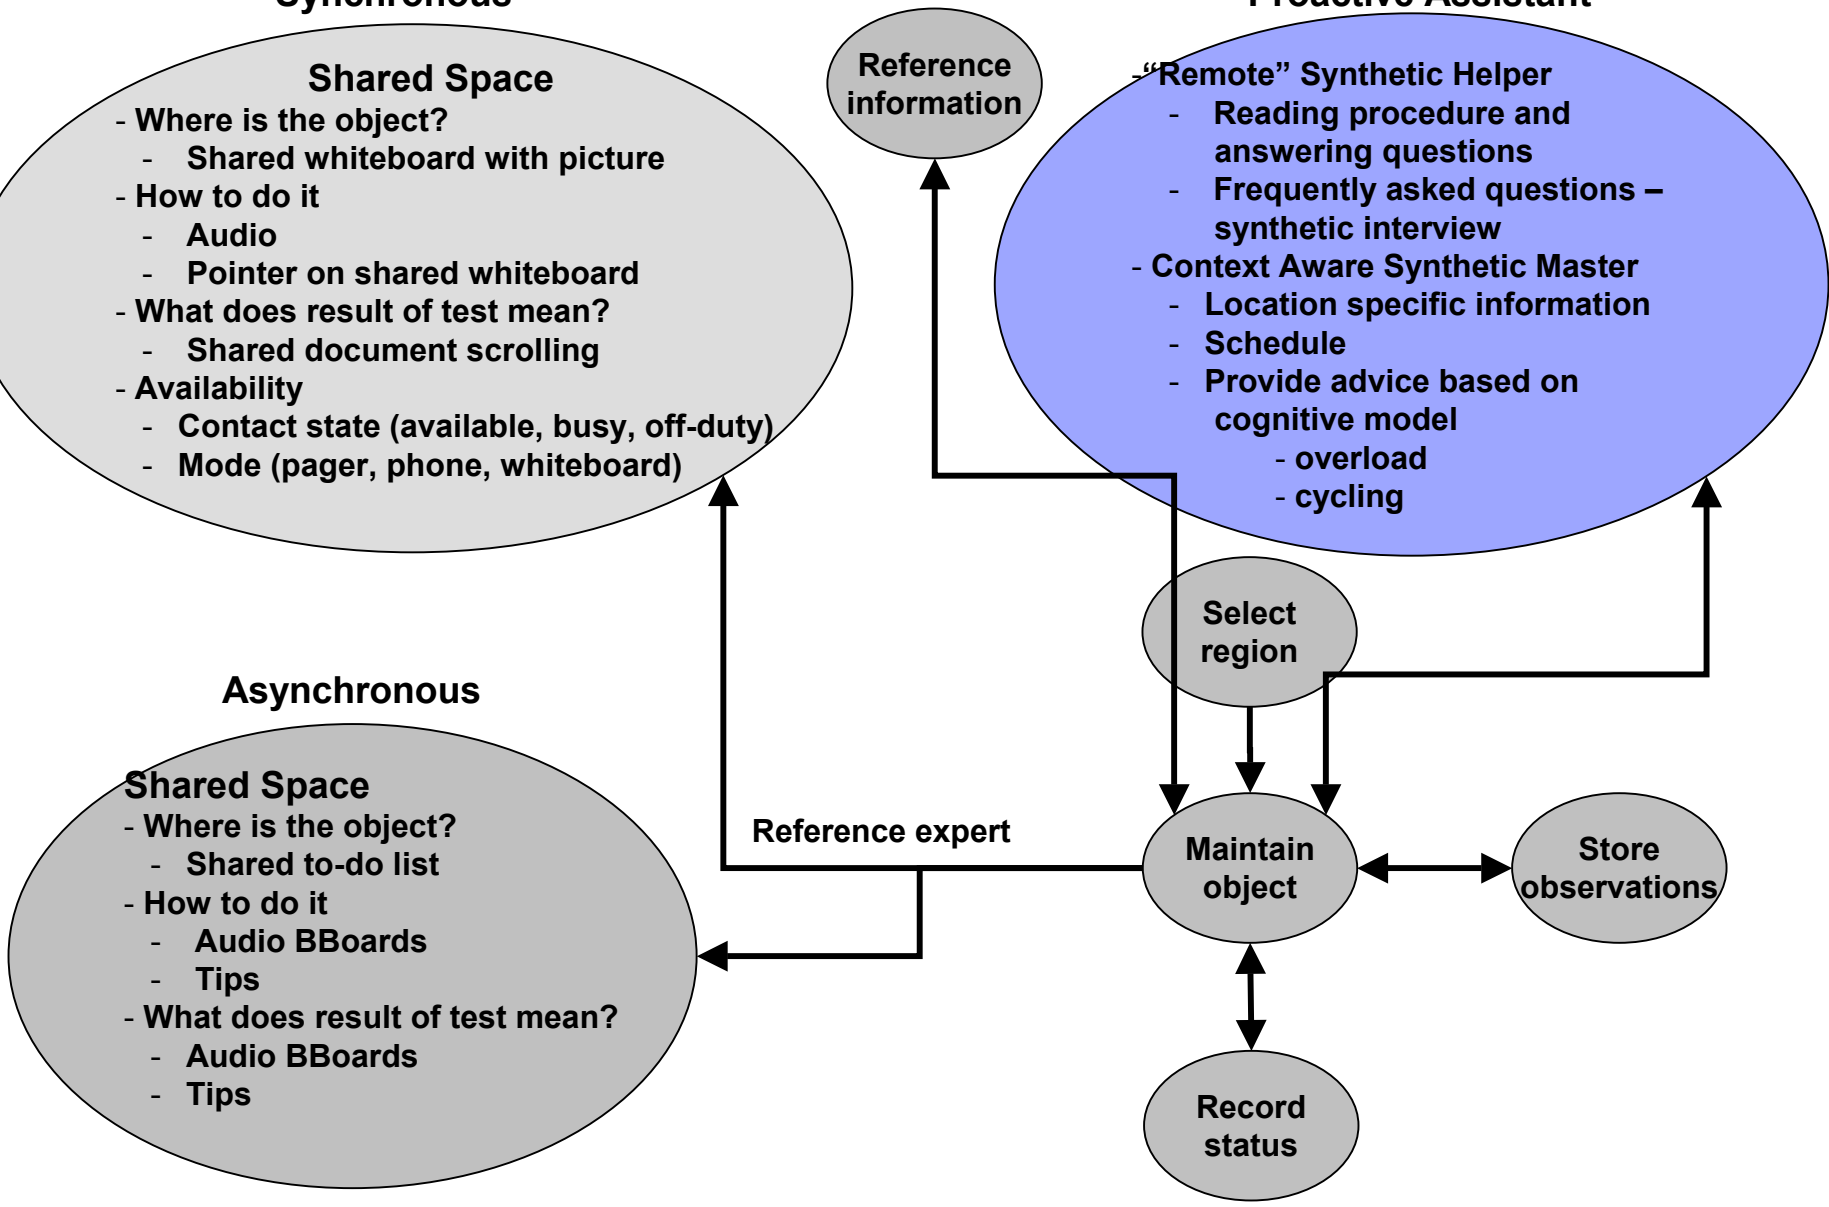 Synchronous
Shared Space
- Where is the object?
- Shared whiteboard with picture
- How to do it
- Audio
- Pointer on shared whiteboard
- What does result of test mean?
- Shared document scrolling
- Availability
- Contact state (available, busy, off-duty)
- Mode (pager, phone, whiteboard)
Reference
information
Proactive Assistant
-“Remote” Synthetic Helper
- Reading procedure and
answering questions
- Frequently asked questions –
synthetic interview
- Context Aware Synthetic Master
- Location specific information
- Schedule
- Provide advice based on
cognitive model
- overload
- cycling
Select
region
Asynchronous
Shared Space
- Where is the object?
- Shared to-do list
- How to do it
- Audio BBoards
- Tips
- What does result of test mean?
- Audio BBoards
- Tips
Reference expert
Maintain
object
Store
observations
Record
status